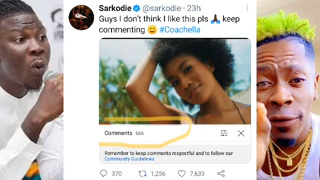 Sarkodie @sarkodie · 23h
Guys I don't think I like this pls 🙏🏿 keep
commenting 😄 #Coachella
Comments 666
Remember to keep comments respectful and to follow our
Community Guidelines
370 1,256 7,633